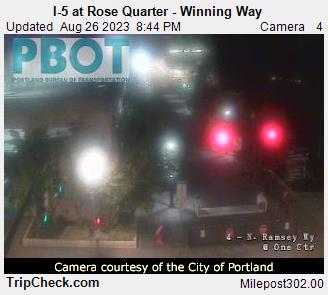 I-5 at Rose Quarter - Winning Way
Updated Aug 26 2023 8:44 PM Camera 4
PBOT
PORTLAND BUREAU OF TRANSPORTATION
4 - N. Ramsey Wy
@ One Ctr
Camera courtesy of the City of Portland
TripCheck.com Milepost302.00